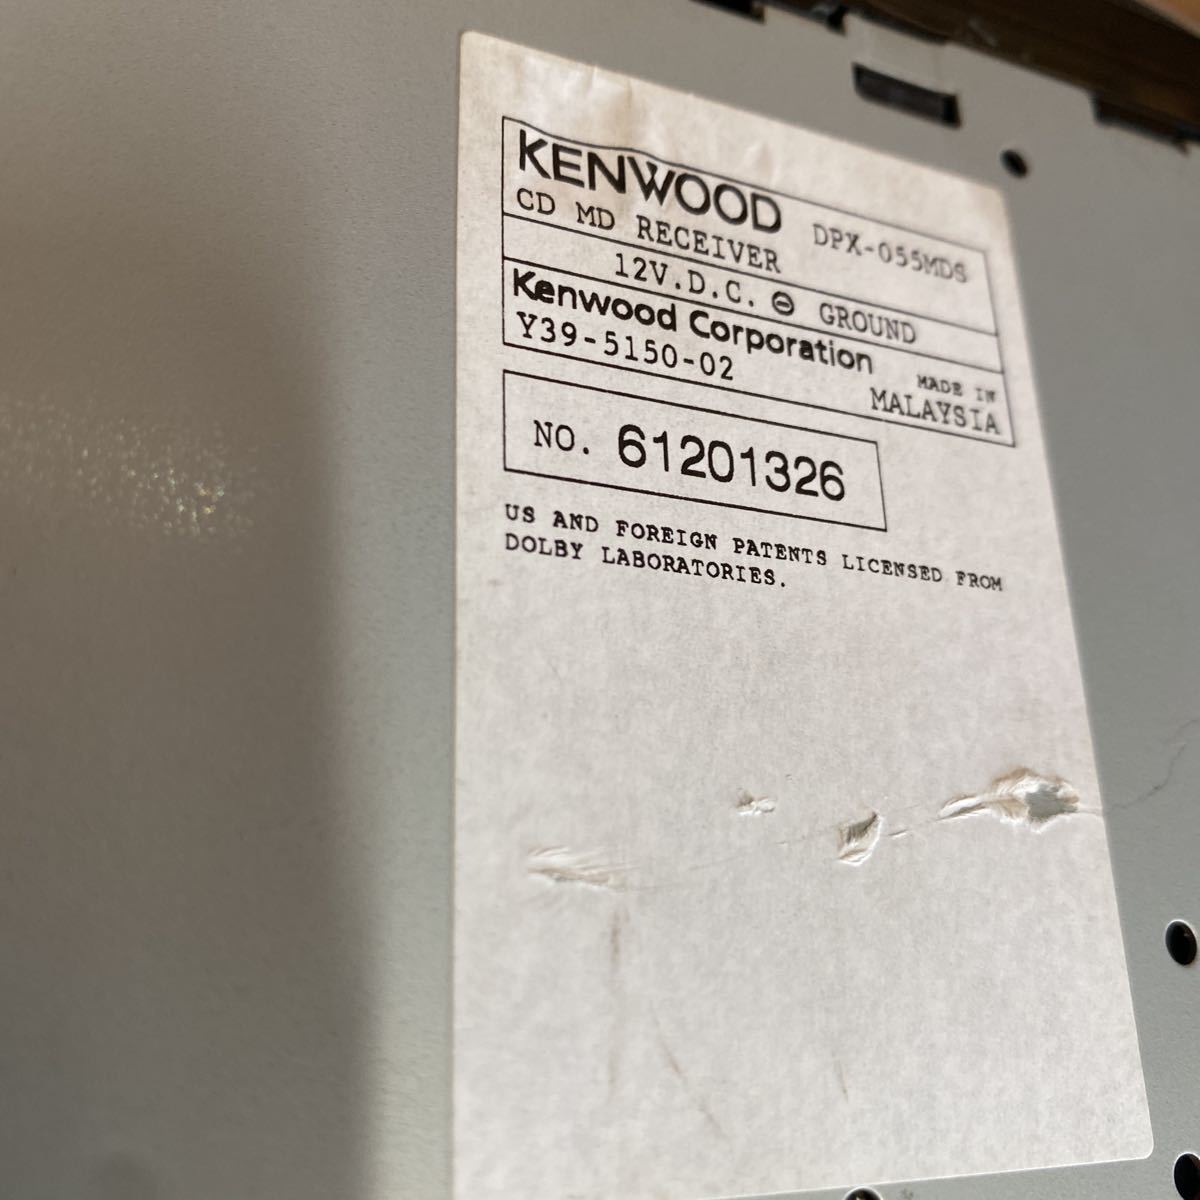 KENWOOD DPX-055MDS
CD MD RECEIVER
12V.D.C. ⊖ GROUND
Kenwood Corporation
Y39-5150-02 MADE IN MALAYSIA
NO. 61201326
US AND FOREIGN PATENTS LICENSED FROM
DOLBY LABORATORIES.